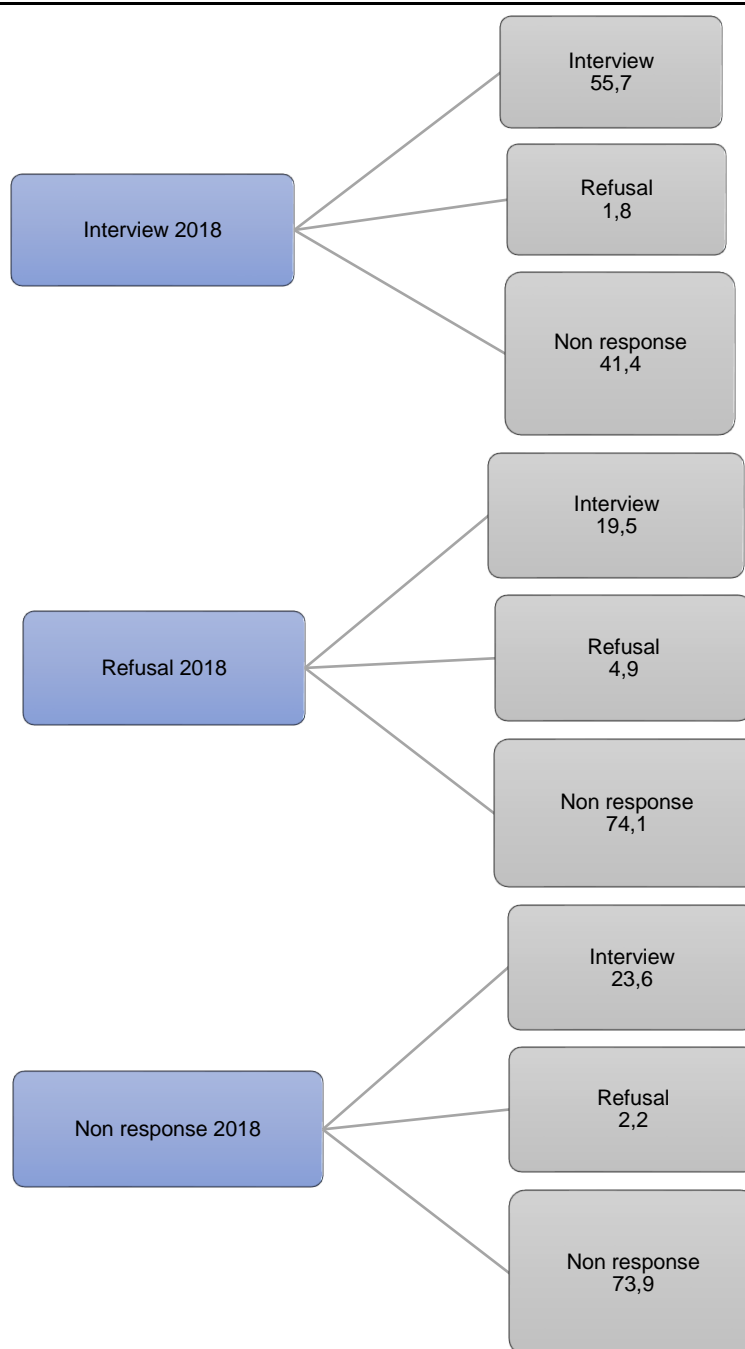 Interview
55,7
Interview 2018
Refusal
1,8
Non response
41,4
Interview
19,5
Refusal 2018
Refusal
4,9
Non response
74,1
Interview
23,6
Non response 2018
Refusal
2,2
Non response
73,9